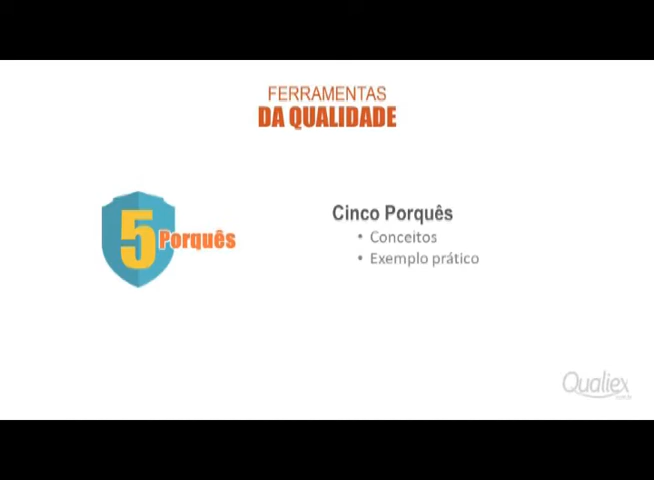 FERRAMENTAS
DA QUALIDADE
5 Porquês
Cinco Porquês
• Conceitos
• Exemplo prático
Qualiex